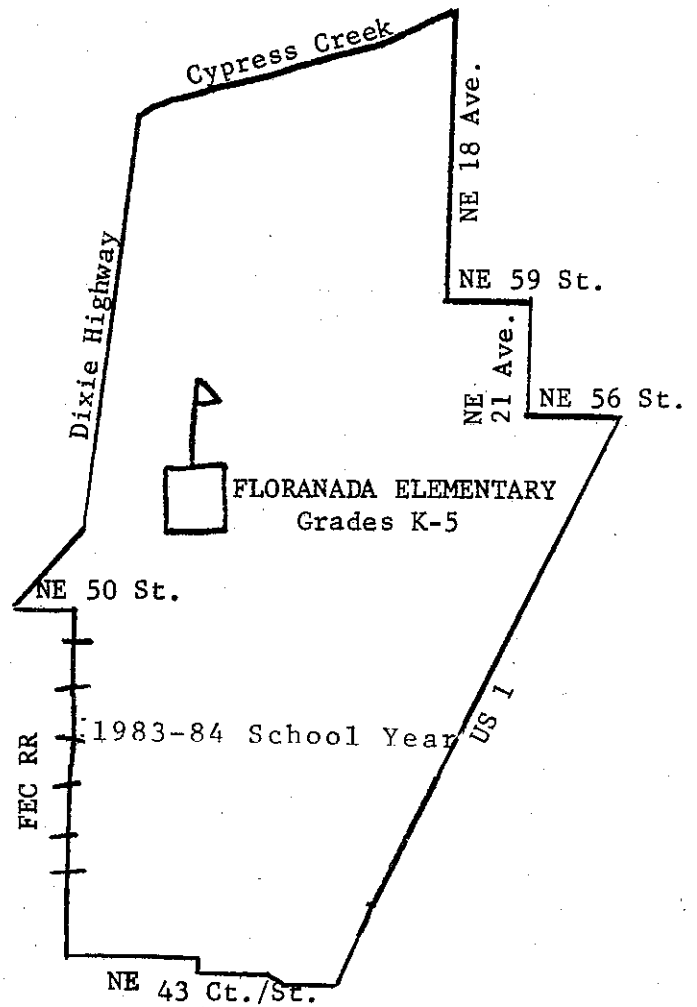 Cypress Creek
NE 18 Ave.
Dixie Highway
NE 59 St.
NE
21 Ave.
NE 56 St.
FLORANADA ELEMENTARY
Grades K-5
NE 50 St.
1983-84 School Year
US 1
FEC RR
NE 43 Ct./St.